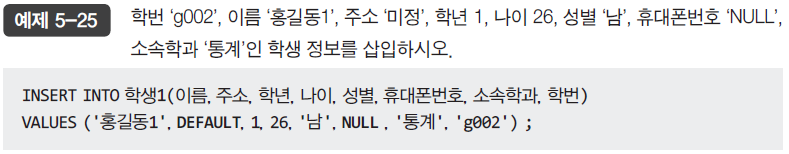 예제 5-25 학번 ‘g002’, 이름 ‘홍길동1’, 주소 ‘미정’, 학년 1, 나이 26, 성별 ‘남’, 휴대폰번호 ‘NULL’,
소속학과 ‘통계’인 학생 정보를 삽입하시오.
INSERT INTO 학생1(이름, 주소, 학년, 나이, 성별, 휴대폰번호, 소속학과, 학번)
VALUES ('홍길동1', DEFAULT, 1, 26, '남', NULL , '통계', 'g002') ;